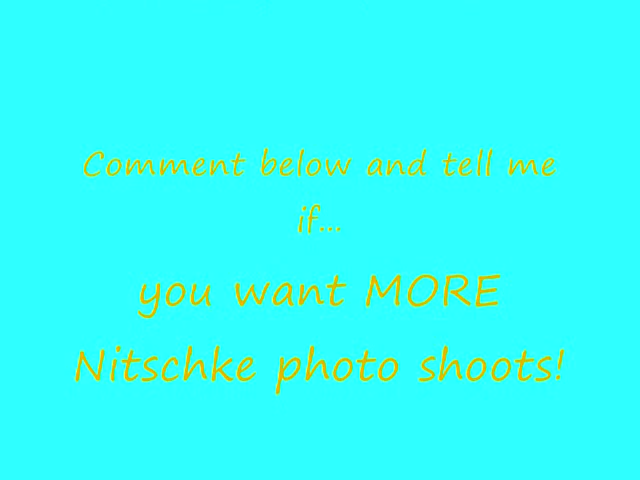 Comment below and tell me
if...
you want MORE
Nitschke photo shoots!